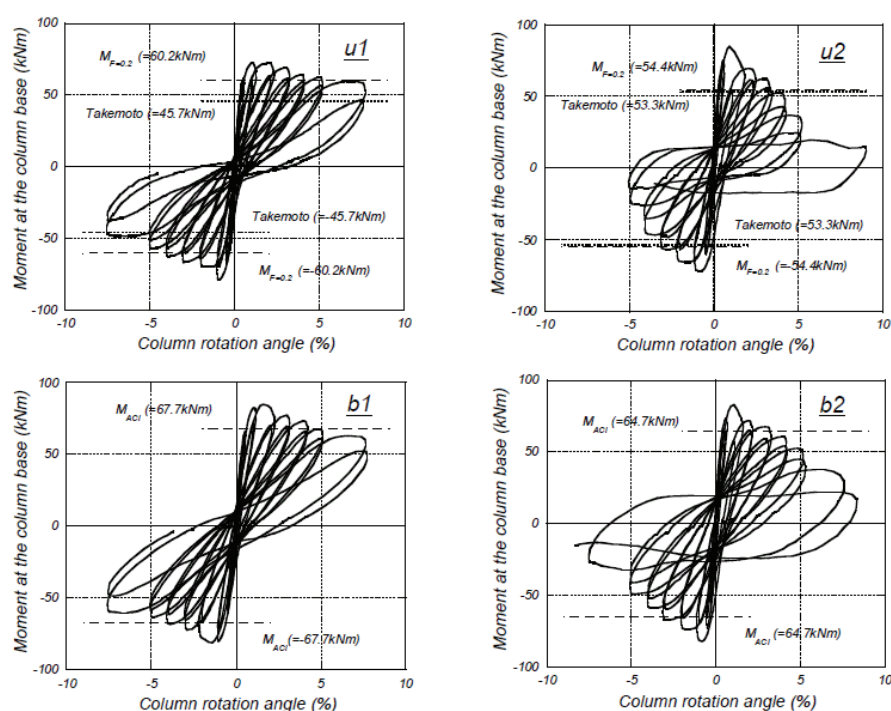 u1
M_F=0.2 (=60.2kNm)
Takemoto (=45.7kNm)
Takemoto (=-45.7kNm)
M_F=0.2 (=-60.2kNm)
Moment at the column base (kNm)
100
50
0
-50
-100
-10 -5 0 5 10
Column rotation angle (%)
u2
M_F=0.2 (=54.4kNm)
Takemoto (=53.3kNm)
Takemoto (=53.3kNm)
M_F=0.2 (=-54.4kNm)
Moment at the column base (kNm)
100
50
0
-50
-100
-10 -5 0 5 10
Column rotation angle (%)
b1
M_ACI (=67.7kNm)
M_ACI (=-67.7kNm)
Moment at the column base (kNm)
100
50
0
-50
-100
-10 -5 0 5 10
Column rotation angle (%)
b2
M_ACI (=64.7kNm)
M_ACI (=64.7kNm)
Moment at the column base (kNm)
100
50
0
-50
-100
-10 -5 0 5 10
Column rotation angle (%)